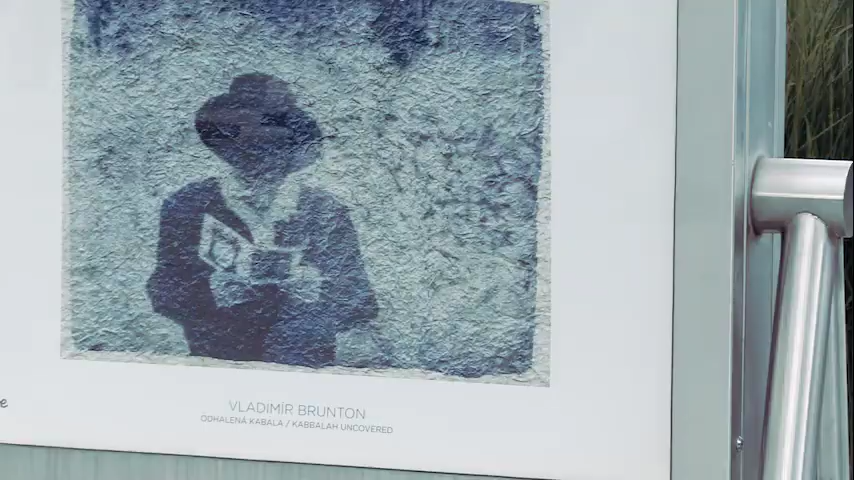 e
VLADIMÍR BRUNTON
ODHALENÁ KABALA / KABBALAH UNCOVERED